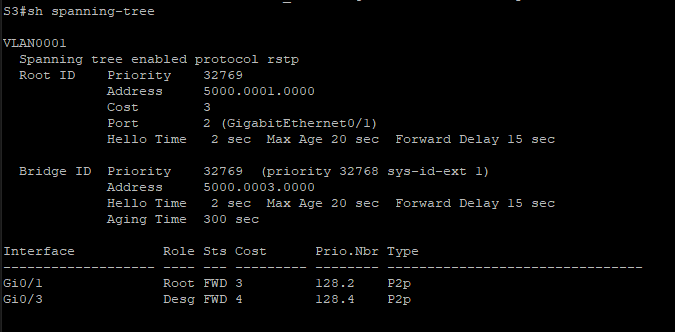 S3#sh spanning-tree
VLAN0001
  Spanning tree enabled protocol rstp
  Root ID    Priority    32769
             Address     5000.0001.0000
             Cost        3
             Port        2 (GigabitEthernet0/1)
             Hello Time   2 sec  Max Age 20 sec  Forward Delay 15 sec
  Bridge ID  Priority    32769  (priority 32768 sys-id-ext 1)
             Address     5000.0003.0000
             Hello Time   2 sec  Max Age 20 sec  Forward Delay 15 sec
             Aging Time  300 sec
Interface           Role Sts Cost      Prio.Nbr Type
------------------- ---- --- --------- -------- --------------------------------
Gi0/1               Root FWD 3         128.2    P2p
Gi0/3               Desg FWD 4         128.4    P2p